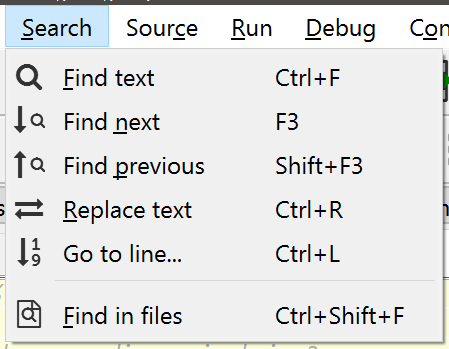 Search Source Run Debug
Find text Ctrl+F
Find next F3
Find previous Shift+F3
Replace text Ctrl+R
Go to line... Ctrl+L
Find in files Ctrl+Shift+F